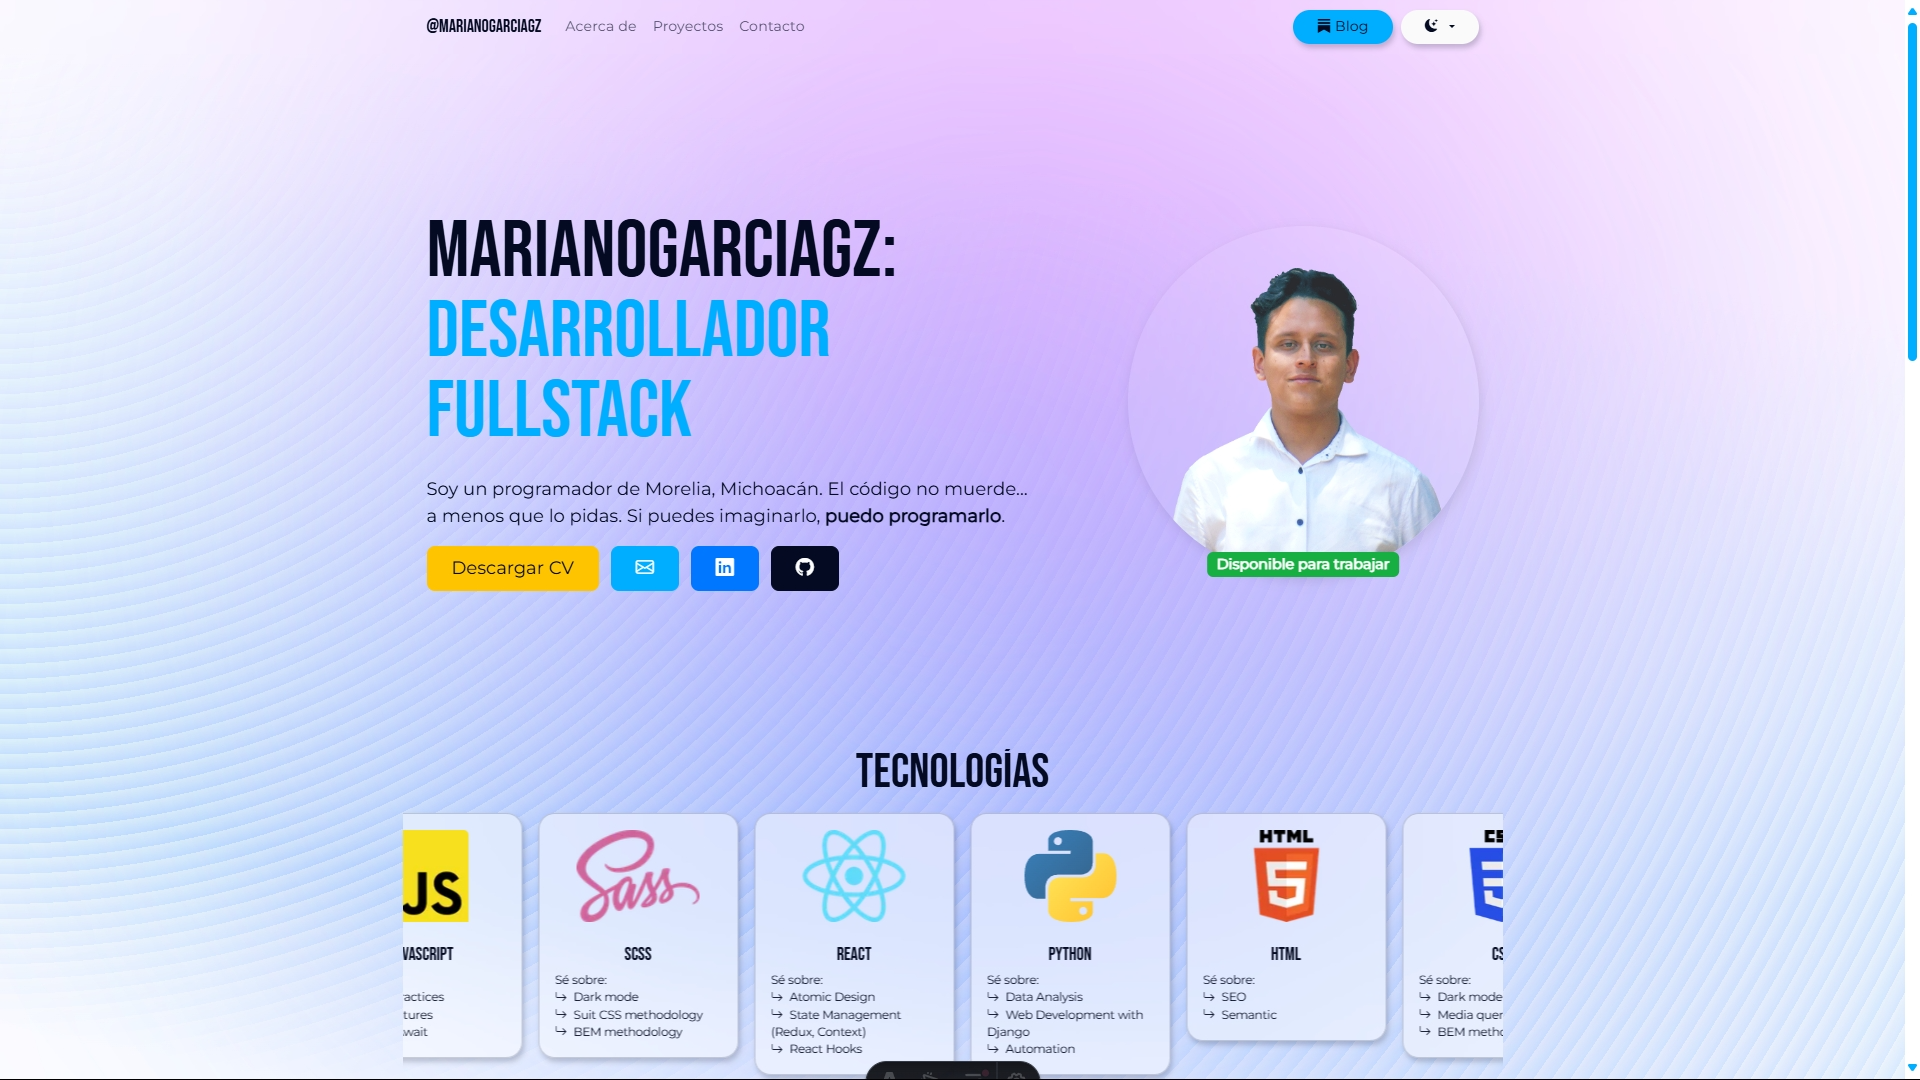 @MARIANOGARCIAGZ
Acerca de
Proyectos
Contacto
Blog
MARIANOGARCIAGZ:
DESARROLLADOR
FULLSTACK
Soy un programador de Morelia, Michoacán. El código no muerde...
a menos que lo pidas. Si puedes imaginarlo, puedo programarlo.
Descargar CV
in
Disponible para trabajar
TECNOLOGÍAS
JS
VASCRIPT
ractices
tures
wait
Sass
SCSS
Sé sobre:
↪ Dark mode
↪ Suit CSS methodology
↪ BEM methodology
REACT
Sé sobre:
↪ Atomic Design
↪ State Management
(Redux, Context)
↪ React Hooks
PYTHON
Sé sobre:
↪ Data Analysis
↪ Web Development with
Django
↪ Automation
HTML
5
HTML
Sé sobre:
↪ SEO
↪ Semantic
CS
CS
Sé sobre:
↪ Dark mode
↪ Media quer
↪ BEM metho